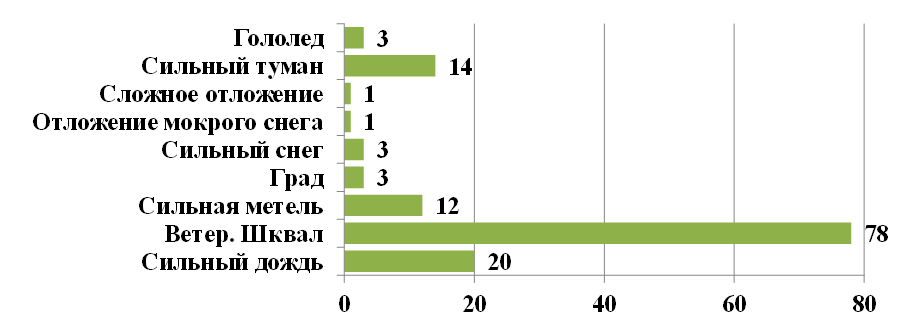 Гололед 3
Сильный туман 14
Сложное отложение 1
Отложение мокрого снега 1
Сильный снег 3
Град 3
Сильная метель 12
Ветер. Шквал 78
Сильный дождь 20
0 20 40 60 80